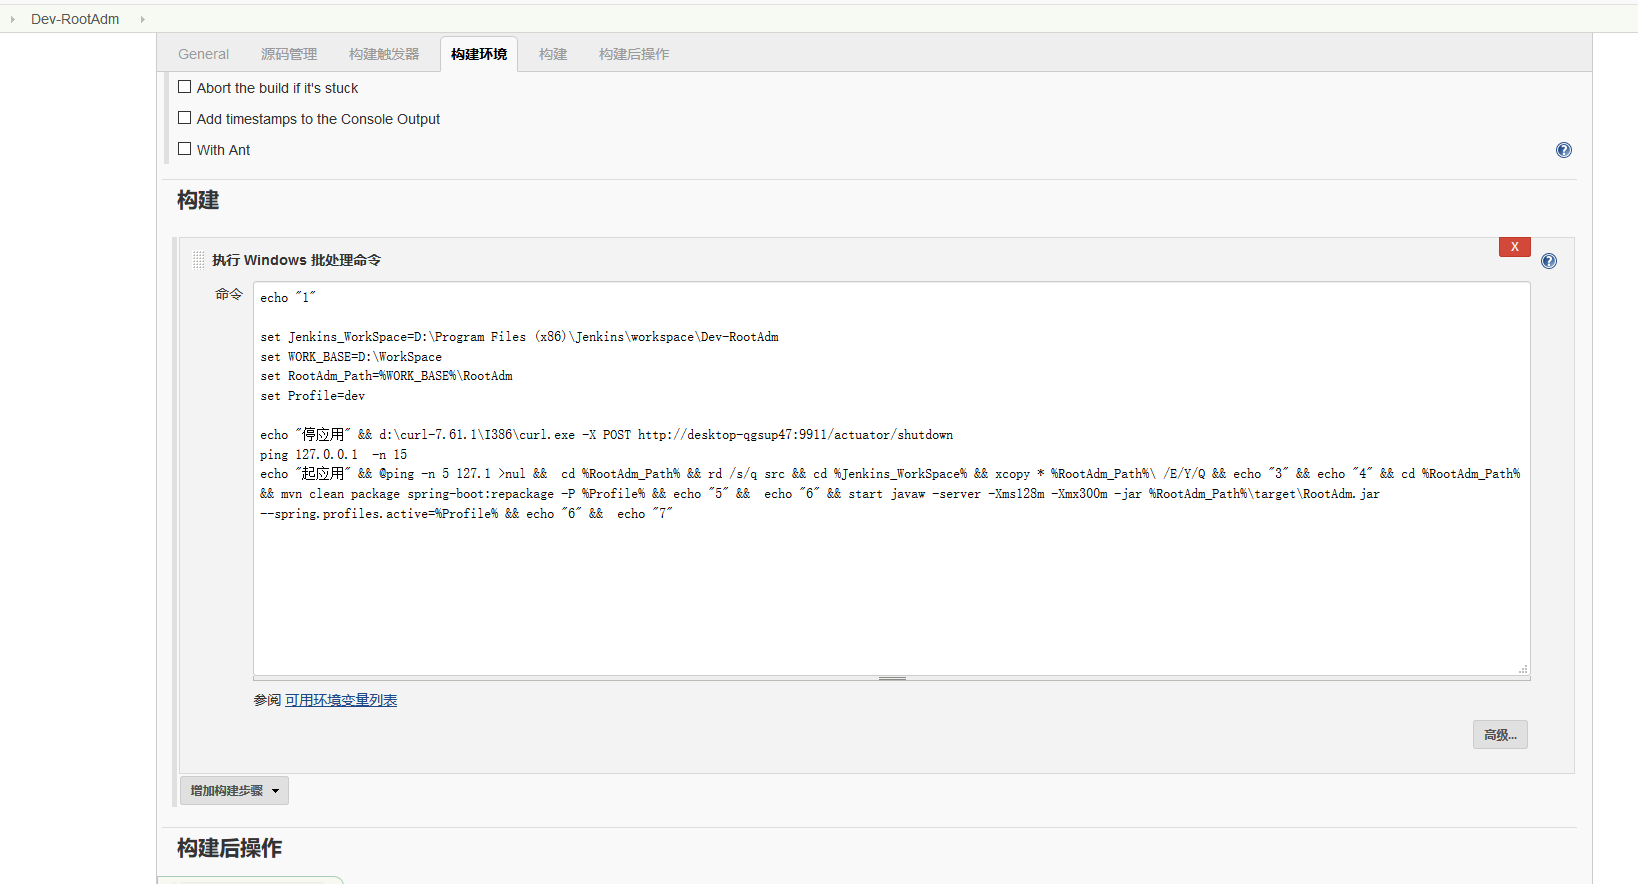 Dev-RootAdm
General 源码管理 构建触发器 构建环境 构建 构建后操作
Abort the build if it's stuck
Add timestamps to the Console Output
With Ant
构建
X
执行 Windows 批处理命令
命令
echo "1"
set Jenkins_WorkSpace=D:\Program Files (x86)\Jenkins\workspace\Dev-RootAdm
set WORK_BASE=D:\WorkSpace
set RootAdm_Path=%WORK_BASE%\RootAdm
set Profile=dev
echo "停应用" && d:\curl-7.61.1\I386\curl.exe -X POST http://desktop-qgsup47:9911/actuator/shutdown
ping 127.0.0.1  -n 15
echo "起应用" && @ping -n 5 127.1 >nul &&  cd %RootAdm_Path% && rd /s/q src && cd %Jenkins_WorkSpace% && xcopy * %RootAdm_Path%\ /E/Y/Q && echo "3" && echo "4" && cd %RootAdm_Path%
&& mvn clean package spring-boot:repackage -P %Profile% && echo "5" &&  echo "6" && start javaw -server -Xms128m -Xmx300m -jar %RootAdm_Path%\target\RootAdm.jar
--spring.profiles.active=%Profile% && echo "6" &&  echo "7"
参阅 可用环境变量列表
高级...
增加构建步骤
构建后操作